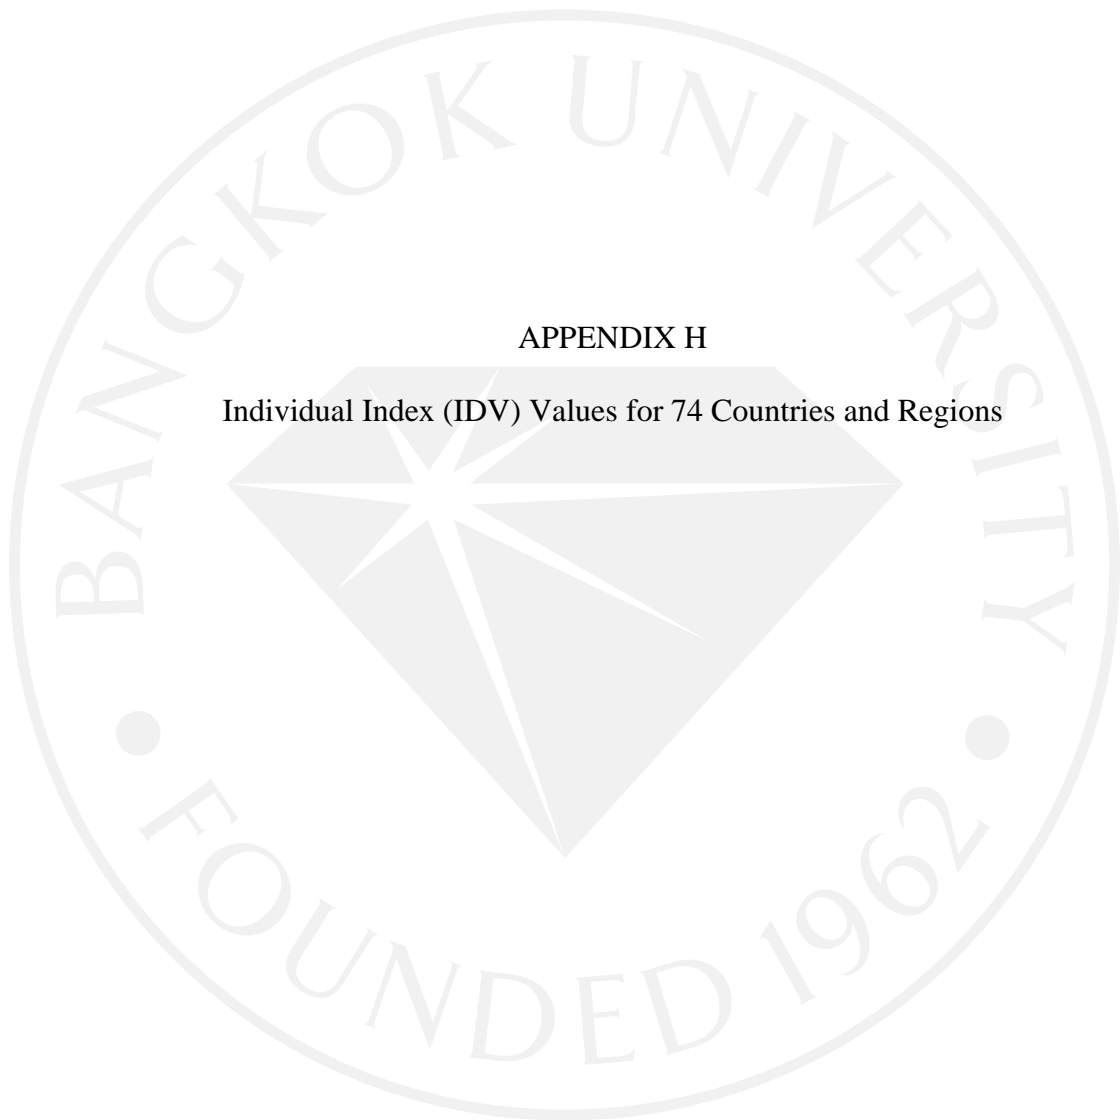 BANGKOK UNIVERSITY
APPENDIX H
Individual Index (IDV) Values for 74 Countries and Regions
• FOUNDED 1962 •